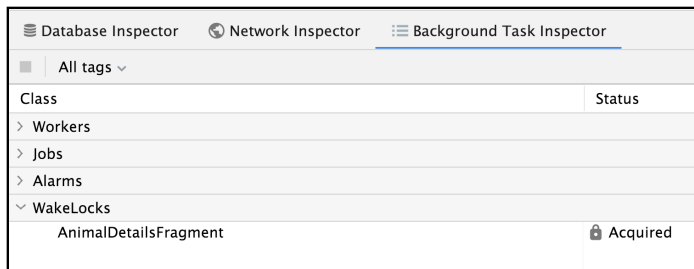 Database Inspector Network Inspector Background Task Inspector
All tags
Class Status
Workers
Jobs
Alarms
WakeLocks
AnimalDetailsFragment Acquired